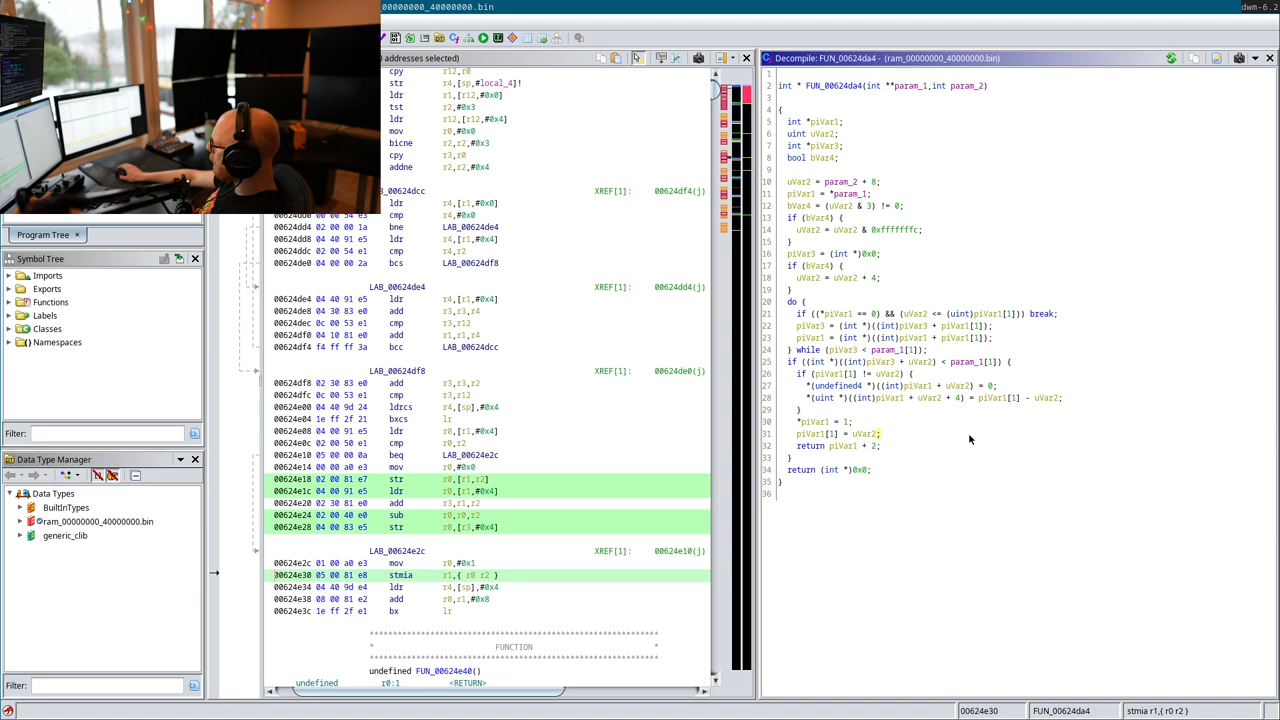 00000000_40000000.bin
dwm-6.2
addresses selected)
cpy r12,r0
str r4,[sp,#local_4]!
ldr r1,[r12,#0x0]
tst r2,#0x3
ldr r12,[r12,#0x4]
mov r0,#0x0
bicne r2,r2,#0x3
cpy r3,r0
addne r2,r2,#0x4
_00624dcc XREF[1]: 00624df4(j)
ldr r4,[r1,#0x0]
00624dd0 00 00 54 e3 cmp r4,#0x0
00624dd4 02 00 00 1a bne LAB_00624de4
00624dd8 04 40 91 e5 ldr r4,[r1,#0x4]
00624ddc 02 00 54 e1 cmp r4,r2
00624de0 04 00 00 2a bcs LAB_00624df8
LAB_00624de4 XREF[1]: 00624dd4(j)
00624de4 04 40 91 e5 ldr r4,[r1,#0x4]
00624de8 04 30 83 e0 add r3,r3,r4
00624dec 0c 00 53 e1 cmp r3,r12
00624df0 04 10 81 e0 add r1,r1,r4
00624df4 f4 ff ff 3a bcc LAB_00624dcc
LAB_00624df8 XREF[1]: 00624de0(j)
00624df8 02 30 83 e0 add r3,r3,r2
00624dfc 0c 00 53 e1 cmp r3,r12
00624e00 04 40 9d 24 ldrcs r4,[sp],#0x4
00624e04 1e ff 2f 21 bxcs lr
00624e08 04 00 91 e5 ldr r0,[r1,#0x4]
00624e0c 02 00 50 e1 cmp r0,r2
00624e10 05 00 00 0a beq LAB_00624e2c
00624e14 00 00 a0 e3 mov r0,#0x0
00624e18 02 00 81 e7 str r0,[r1,r2]
00624e1c 04 00 91 e5 ldr r0,[r1,#0x4]
00624e20 02 30 81 e0 add r3,r1,r2
00624e24 02 00 40 e0 sub r0,r0,r2
00624e28 04 00 83 e5 str r0,[r3,#0x4]
LAB_00624e2c XREF[1]: 00624e10(j)
00624e2c 01 00 a0 e3 mov r0,#0x1
00624e30 05 00 81 e8 stmia r1,{ r0 r2 }
00624e34 04 40 9d e4 ldr r4,[sp],#0x4
00624e38 08 00 81 e2 add r0,r1,#0x8
00624e3c 1e ff 2f e1 bx lr
************************************************************
* FUNCTION *
************************************************************
undefined FUN_00624e40()
undefined r0:1 <RETURN>
Decompile: FUN_00624da4 - (ram_00000000_40000000.bin)
1
2 int * FUN_00624da4(int **param_1,int param_2)
3
4 {
5 int *piVar1;
6 uint uVar2;
7 int *piVar3;
8 bool bVar4;
9
10 uVar2 = param_2 + 8;
11 piVar1 = *param_1;
12 bVar4 = (uVar2 & 3) != 0;
13 if (bVar4) {
14 uVar2 = uVar2 & 0xfffffffc;
15 }
16 piVar3 = (int *)0x0;
17 if (bVar4) {
18 uVar2 = uVar2 + 4;
19 }
20 do {
21 if ((*piVar1 == 0) && (uVar2 <= (uint)piVar1[1])) break;
22 piVar3 = (int *)((int)piVar3 + piVar1[1]);
23 piVar1 = (int *)((int)piVar1 + piVar1[1]);
24 } while (piVar3 < param_1[1]);
25 if ((int *)((int)piVar3 + uVar2) < param_1[1]) {
26 if (piVar1[1] != uVar2) {
27 *(undefined4 *)((int)piVar1 + uVar2) = 0;
28 *(uint *)((int)piVar1 + uVar2 + 4) = piVar1[1] - uVar2;
29 }
30 *piVar1 = 1;
31 piVar1[1] = uVar2;
32 return piVar1 + 2;
33 }
34 return (int *)0x0;
35 }
36
Program Tree ×
Symbol Tree
Imports
Exports
Functions
Labels
Classes
Namespaces
Filter:
Data Type Manager
Data Types
BuiltInTypes
ram_00000000_40000000.bin
generic_clib
Filter:
00624e30
FUN_00624da4
stmia r1,{ r0 r2 }